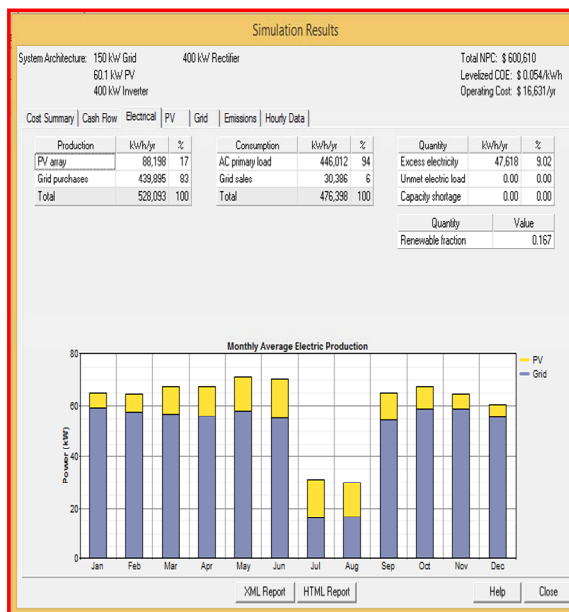 Simulation Results
System Architecture: 150 kW Grid 400 kW Rectifier Total NPC: $ 600,610
60.1 kW PV Levelized COE: $ 0.054/kWh
400 kW Inverter Operating Cost: $ 16,631/yr
Cost Summary Cash Flow Electrical PV Grid Emissions Hourly Data
Production kWh/yr %
PV array 88,198 17
Grid purchases 439,895 83
Total 528,093 100
Consumption kWh/yr %
AC primary load 446,012 94
Grid sales 30,386 6
Total 476,398 100
Quantity kWh/yr %
Excess electricity 47,618 9.02
Unmet electric load 0.00 0.00
Capacity shortage 0.00 0.00
Quantity Value
Renewable fraction 0.167
Monthly Average Electric Production
Power (kW)
80
60
40
20
0
Jan Feb Mar Apr May Jun Jul Aug Sep Oct Nov Dec
PV
Grid
XML Report HTML Report Help Close